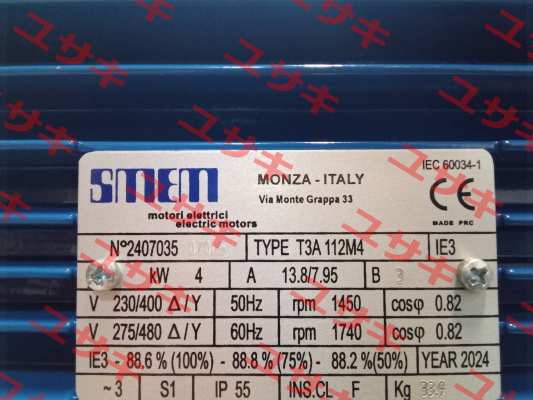 SMEM
MONZA - ITALY
IEC 60034-1
Via Monte Grappa 33
CE
motori elettrici
electric motors
MADE PRC
N°2407035 TYPE T3A 112M4 IE3
kW 4 A 13.8/7.95 B 3
V 230/400 Δ/Y 50Hz rpm 1450 cosφ 0.82
V 275/480 Δ/Y 60Hz rpm 1740 cosφ 0.82
IE3 - 88.6 % (100%) - 88.8 % (75%) - 88.2 % (50%) YEAR 2024
~ 3 S1 IP 55 INS.CL F Kg 33.9
ユサキ